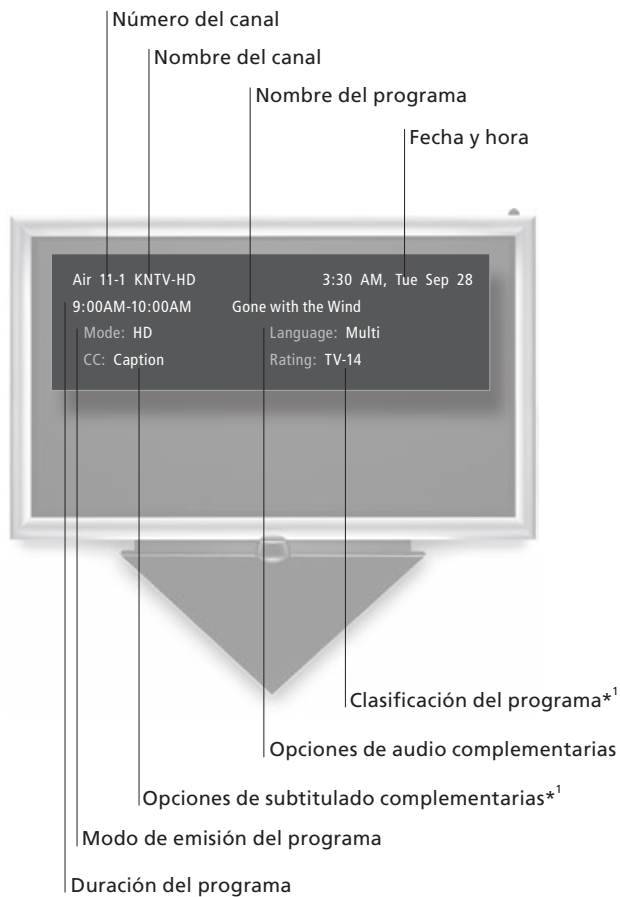 Número del canal
Nombre del canal
Nombre del programa
Fecha y hora
Air 11-1 KNTV-HD 3:30 AM, Tue Sep 28
9:00AM-10:00AM Gone with the Wind
Mode: HD Language: Multi
CC: Caption Rating: TV-14
Clasificación del programa*¹
Opciones de audio complementarias
Opciones de subtitulado complementarias*¹
Modo de emisión del programa
Duración del programa